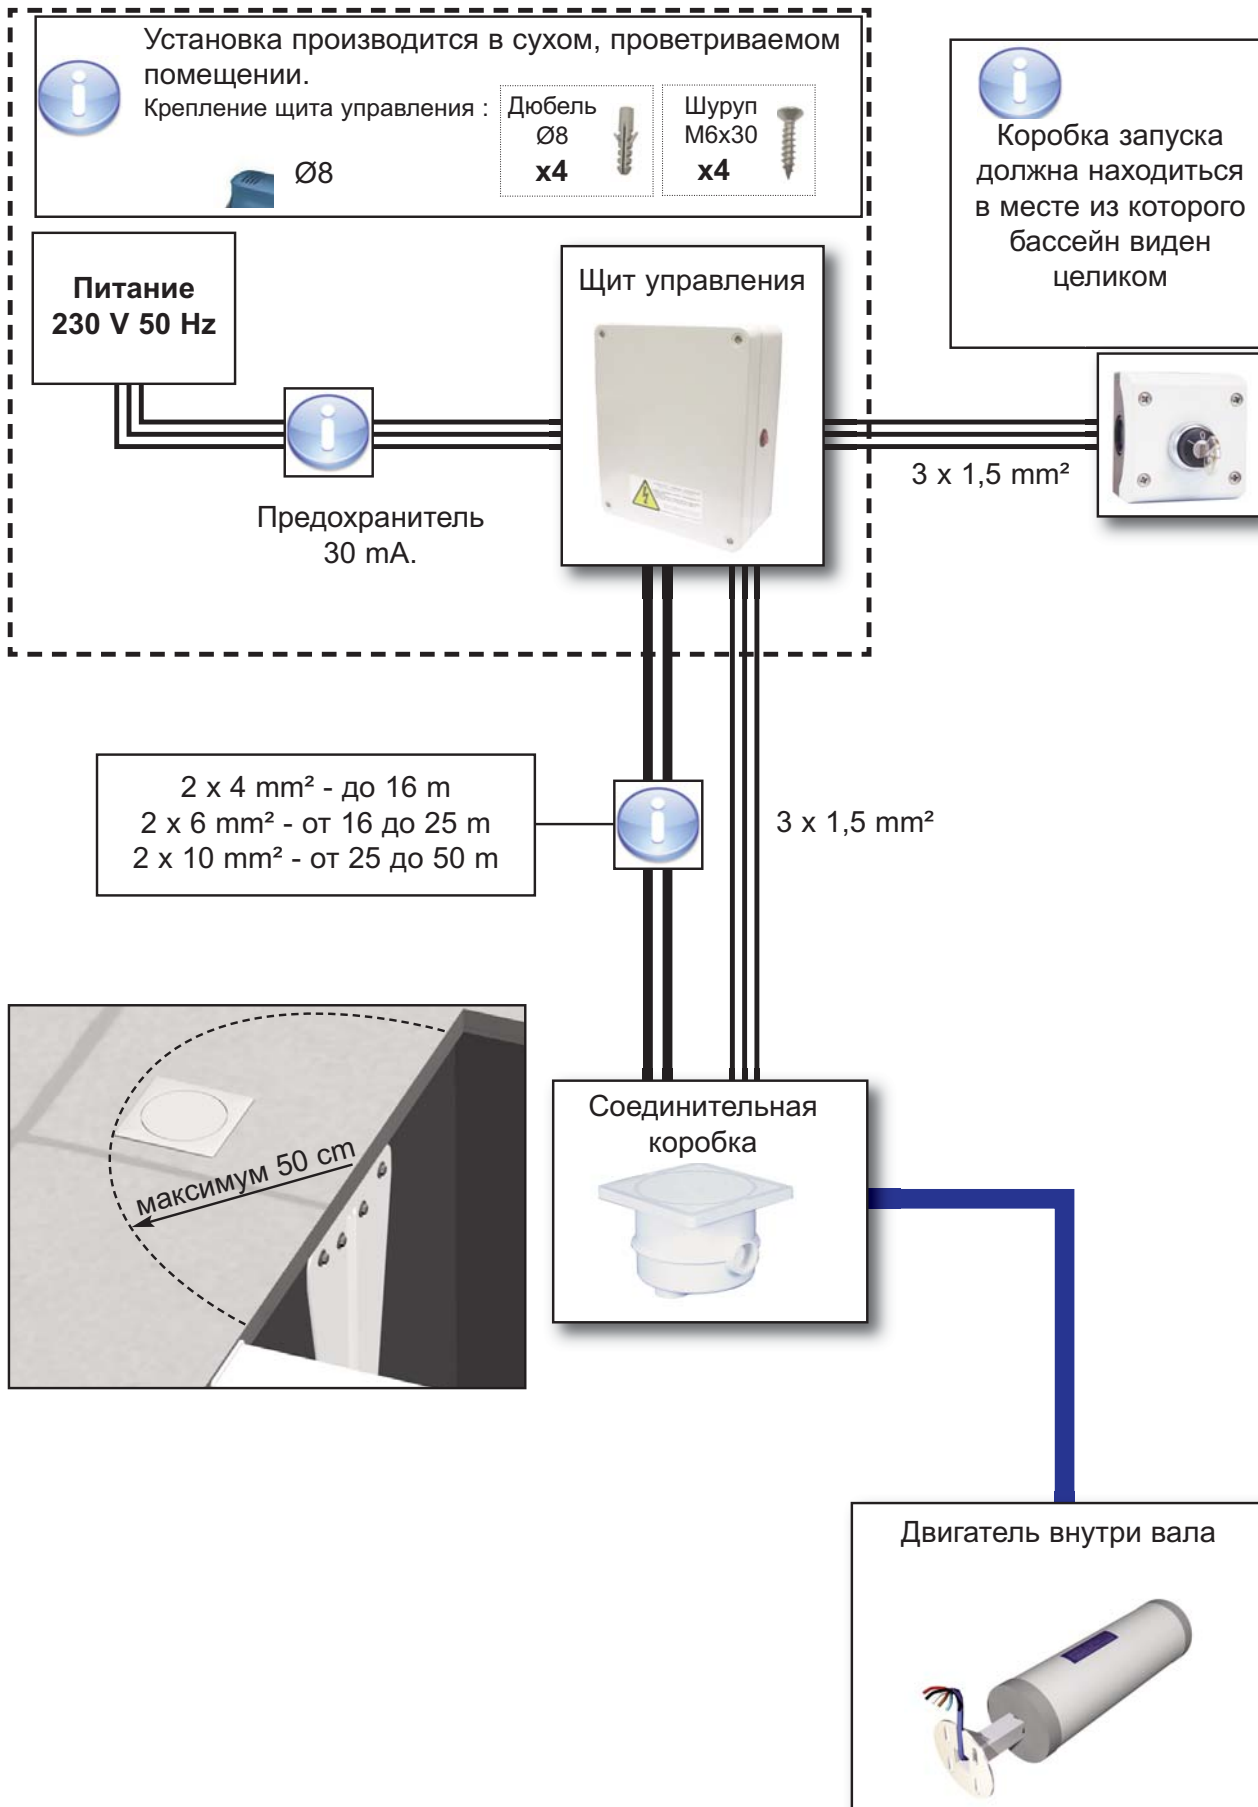 Установка производится в сухом, проветриваемом
помещении.
Крепление щита управления :
Дюбель
Ø8
x4
Шуруп
M6x30
x4
Ø8
Коробка запуска
должна находиться
в месте из которого
бассейн виден
целиком
Питание
230 V 50 Hz
Щит управления
Предохранитель
30 mA.
3 x 1,5 mm²
2 x 4 mm² - до 16 m
2 x 6 mm² - от 16 до 25 m
2 x 10 mm² - от 25 до 50 m
3 x 1,5 mm²
максимум 50 cm
Соединительная
коробка
Двигатель внутри вала